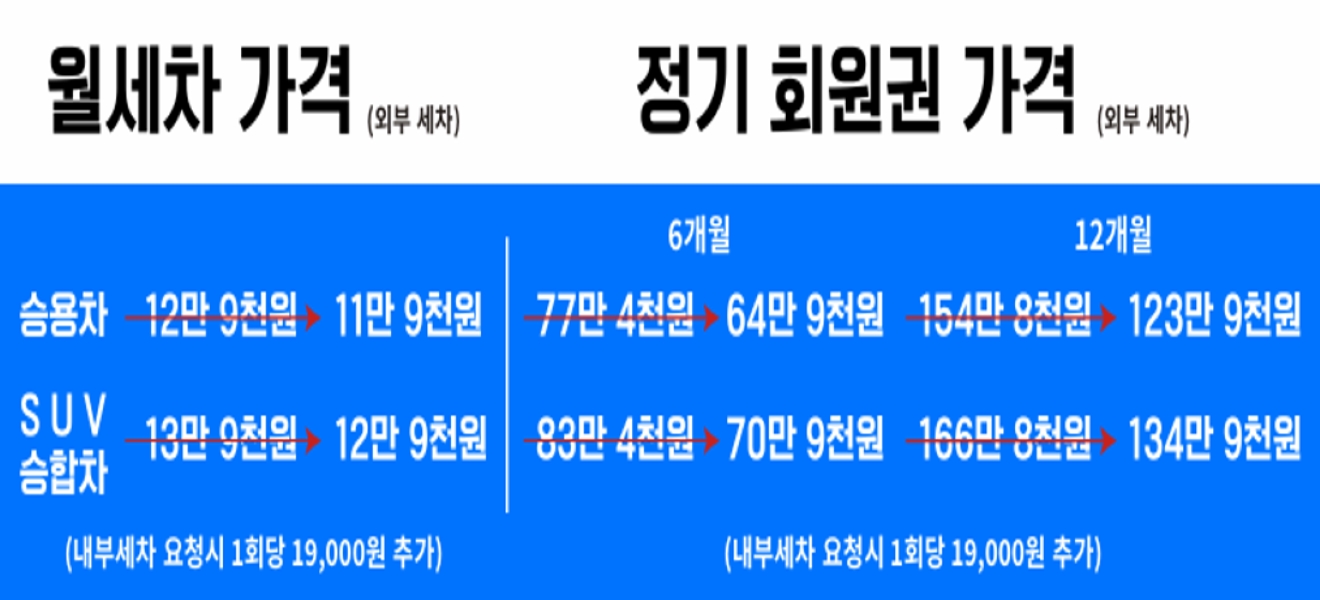 월세차 가격 (외부 세차)
정기 회원권 가격 (외부 세차)
6개월 12개월
승용차 12만 9천원 11만 9천원 77만 4천원 64만 9천원 154만 8천원 123만 9천원
SUV
승합차 13만 9천원 12만 9천원 83만 4천원 70만 9천원 166만 8천원 134만 9천원
(내부세차 요청시 1회당 19,000원 추가)
(내부세차 요청시 1회당 19,000원 추가)